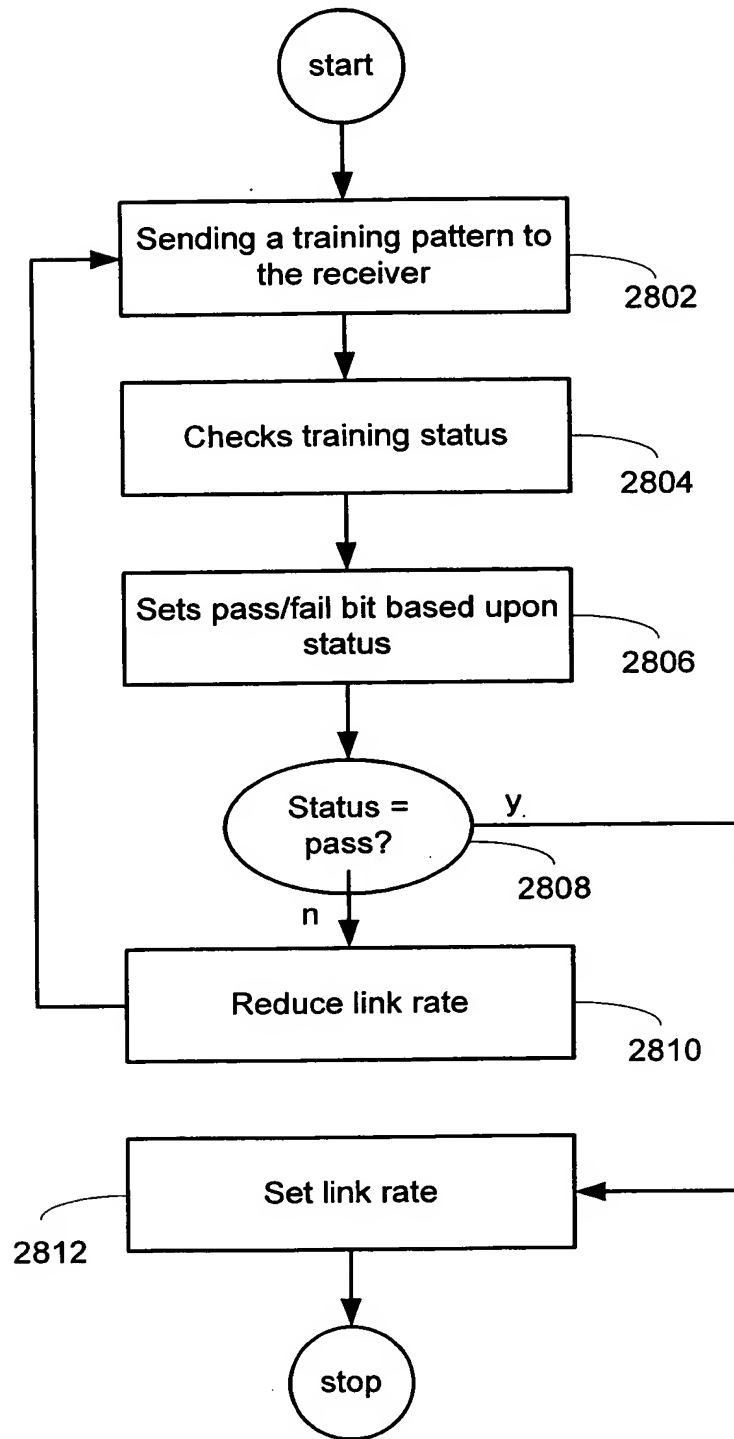 start
Sending a training pattern to
the receiver
2802
Checks training status
2804
Sets pass/fail bit based upon
status
2806
Status =
pass?
y
2808
n
Reduce link rate
2810
Set link rate
2812
stop